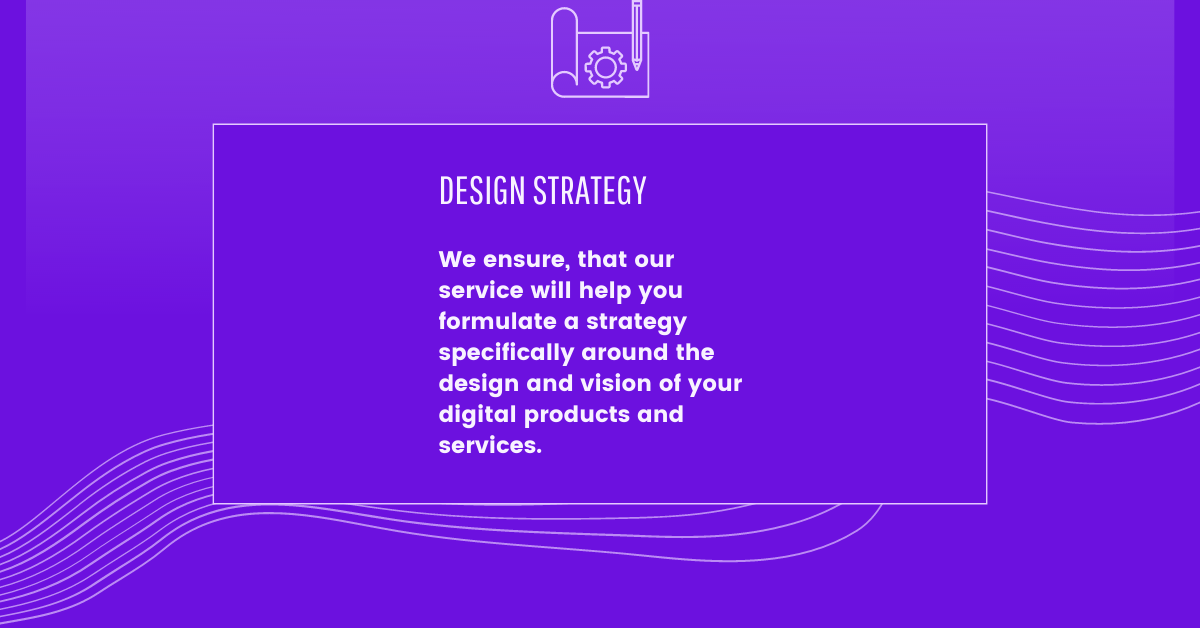 DESIGN STRATEGY
We ensure, that our
service will help you
formulate a strategy
specifically around the
design and vision of your
digital products and
services.